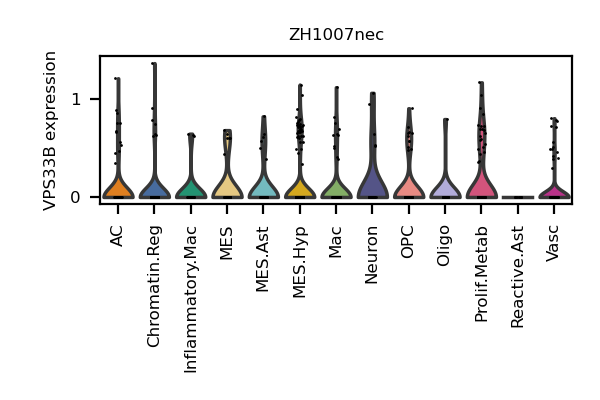 ZH1007nec
VPS33B expression
1
0
AC
Chromatin.Reg
Inflammatory.Mac
MES
MES.Ast
MES.Hyp
Mac
Neuron
OPC
Oligo
Prolif.Metab
Reactive.Ast
Vasc